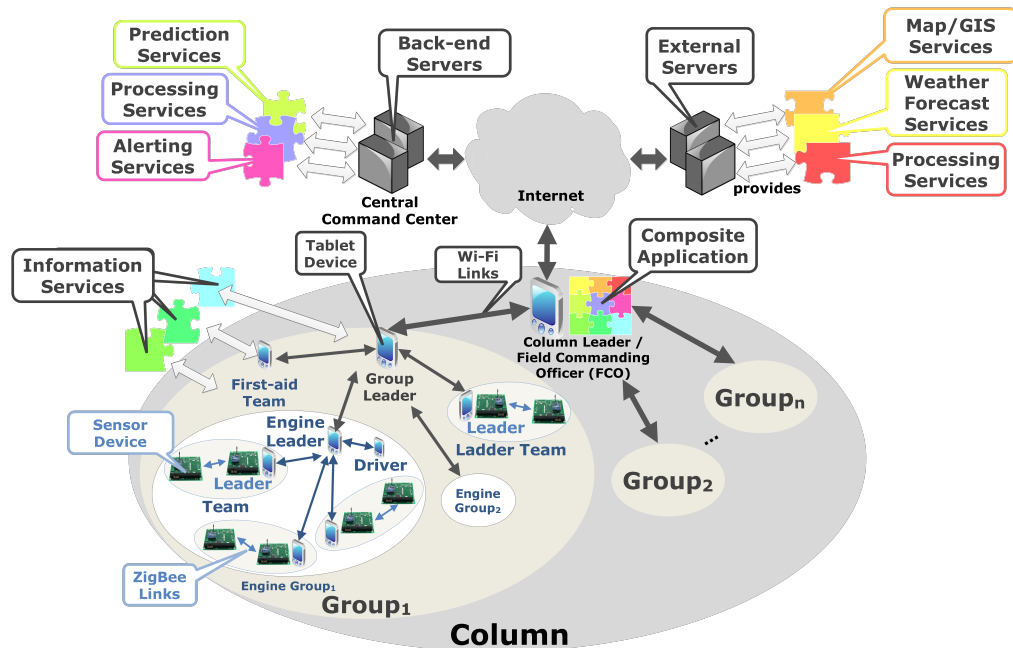 Prediction
Services
Processing
Services
Alerting
Services
Back-end
Servers
Central
Command Center
Internet
External
Servers
provides
Map/GIS
Services
Weather
Forecast
Services
Processing
Services
Information
Services
Tablet
Device
Wi-Fi
Links
Composite
Application
Column Leader /
Field Commanding
Officer (FCO)
First-aid
Team
Group
Leader
Groupn
Group2
...
Sensor
Device
Engine
Leader
Driver
Leader
Ladder Team
Leader
Team
Engine
Group2
ZigBee
Links
Engine Group1
Group1
Column